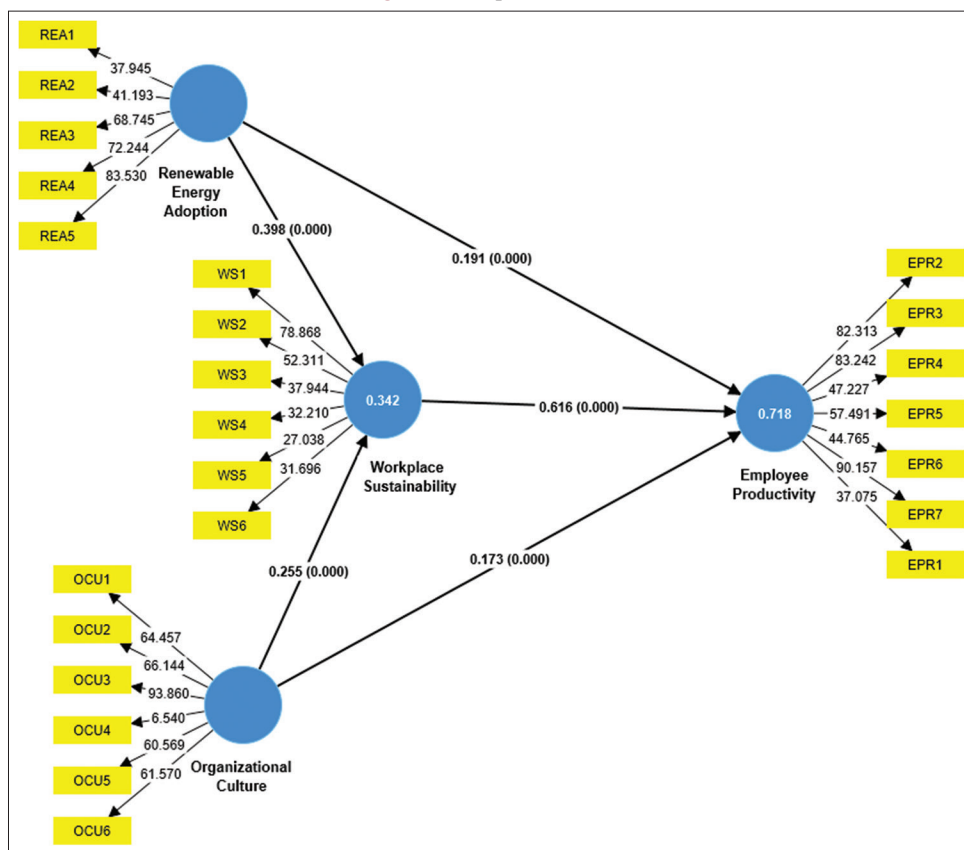 REA1
REA2
REA3
REA4
REA5
37.945
41.193
68.745
72.244
83.530
Renewable
Energy
Adoption
0.398 (0.000)
0.191 (0.000)
WS1
WS2
WS3
WS4
WS5
WS6
78.868
52.311
37.944
32.210
27.038
31.696
0.342
Workplace
Sustainability
0.616 (0.000)
EPR2
EPR3
EPR4
EPR5
EPR6
EPR7
EPR1
82.313
83.242
47.227
57.491
44.765
90.157
37.075
0.718
Employee
Productivity
0.255 (0.000)
0.173 (0.000)
OCU1
OCU2
OCU3
OCU4
OCU5
OCU6
64.457
66.144
93.860
6.540
60.569
61.570
Organizational
Culture